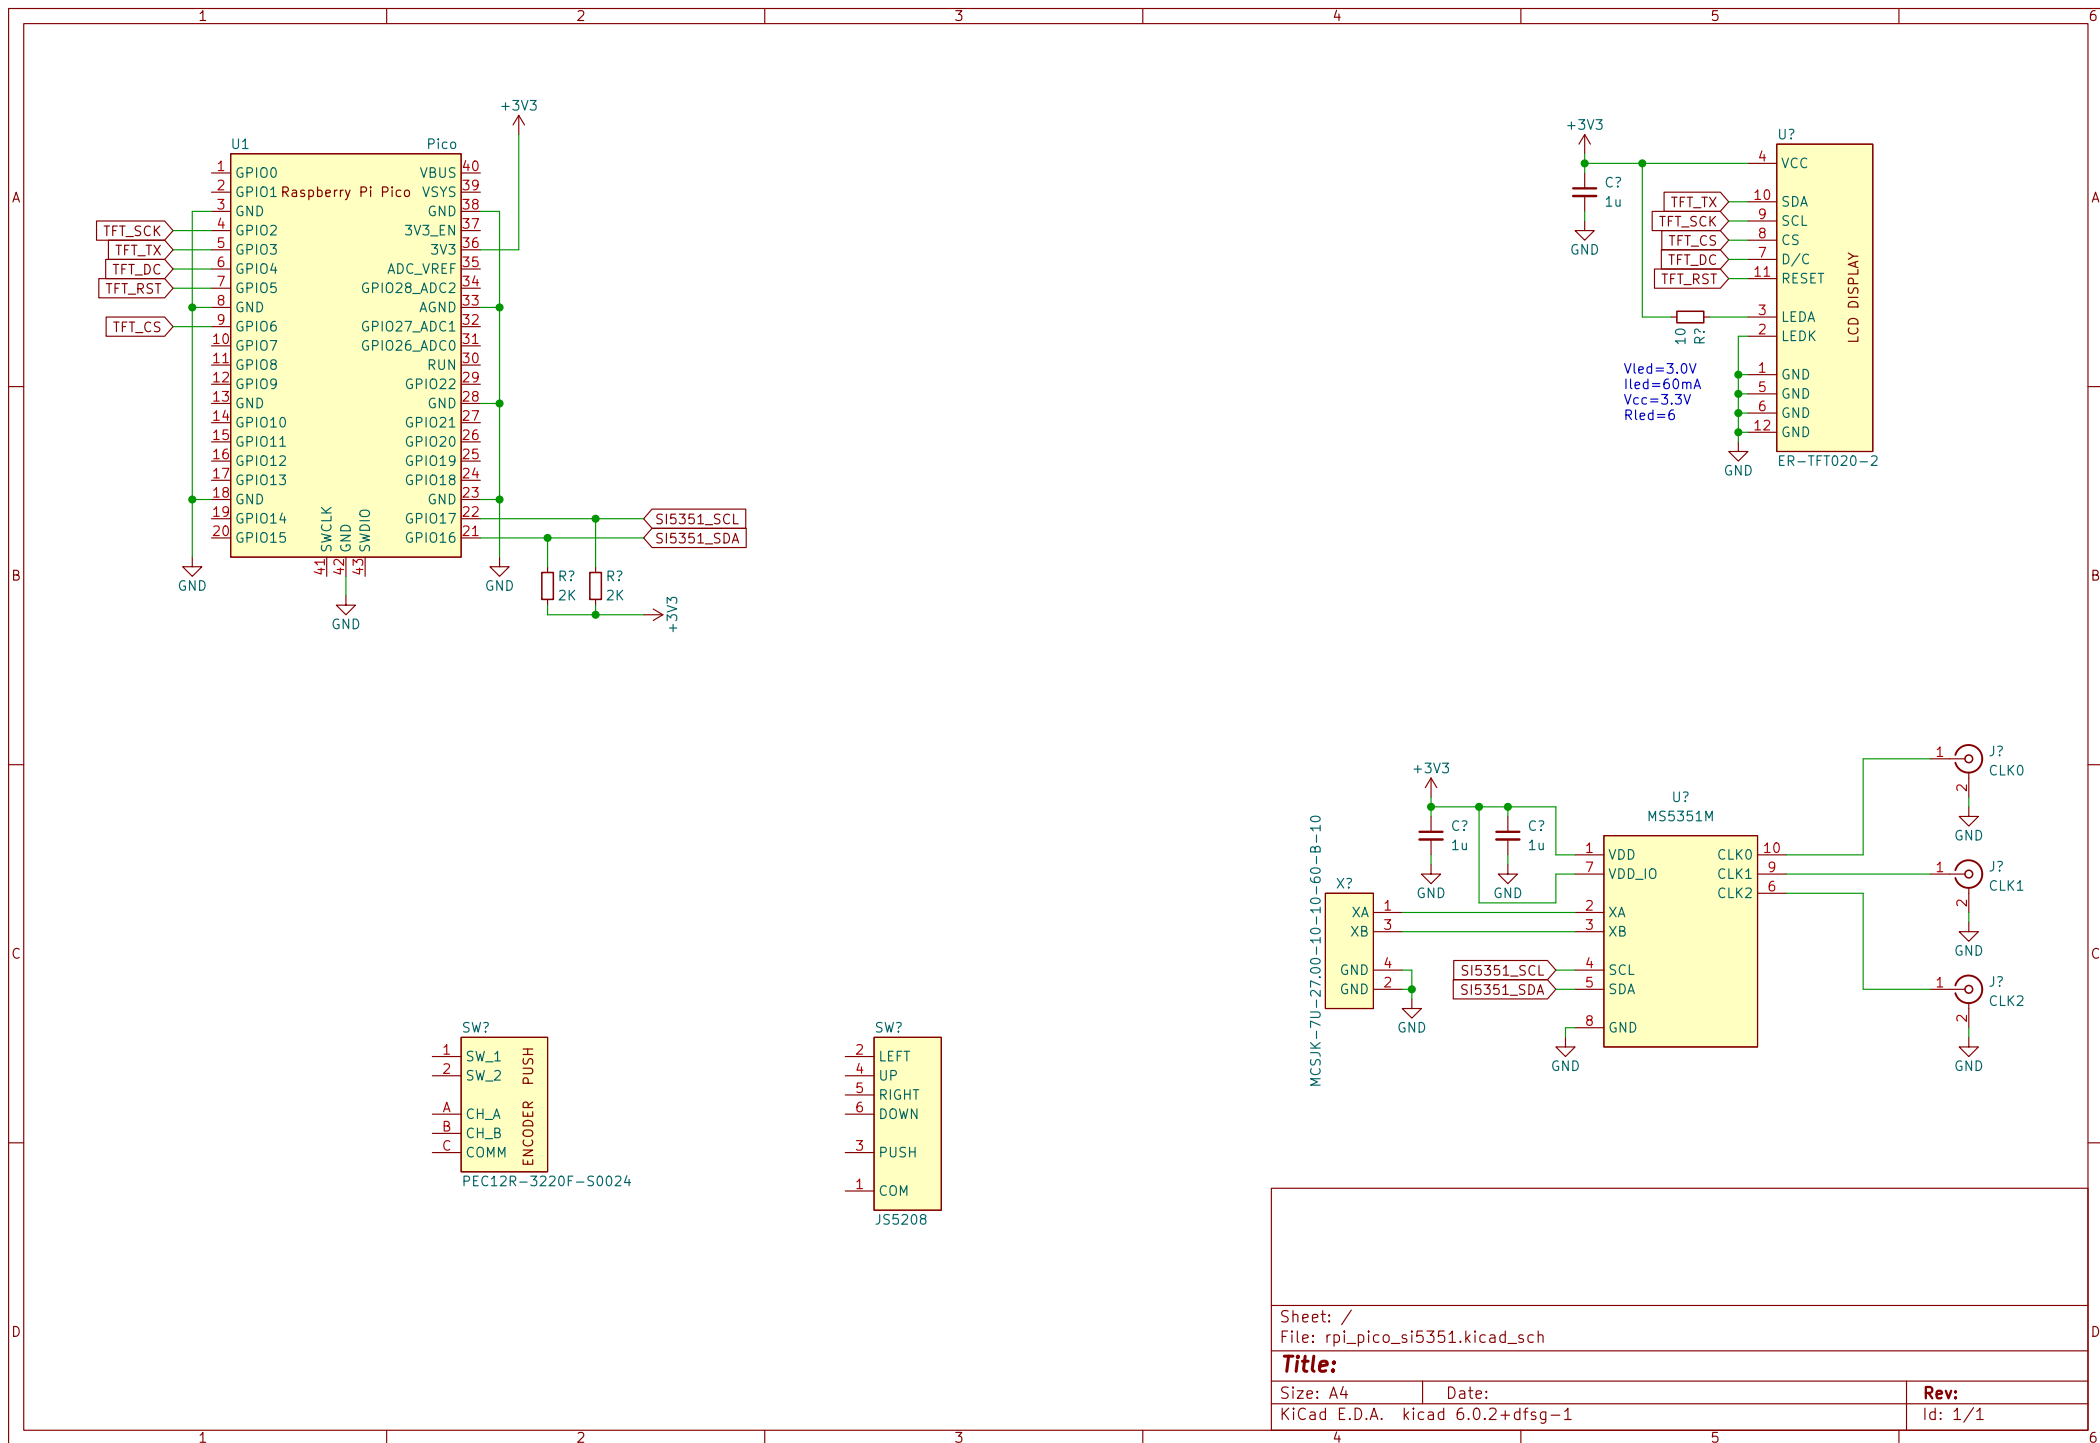 1 2 3 4 5 6
A
B
C
D
+3V3
U1 Pico
Raspberry Pi Pico
1 GPIO0
2 GPIO1
3 GND
4 GPIO2
5 GPIO3
6 GPIO4
7 GPIO5
8 GND
9 GPIO6
10 GPIO7
11 GPIO8
12 GPIO9
13 GND
14 GPIO10
15 GPIO11
16 GPIO12
17 GPIO13
18 GND
19 GPIO14
20 GPIO15
VBUS 40
VSYS 39
GND 38
3V3_EN 37
3V3 36
ADC_VREF 35
GPIO28_ADC2 34
AGND 33
GPIO27_ADC1 32
GPIO26_ADC0 31
RUN 30
GPIO22 29
GND 28
GPIO21 27
GPIO20 26
GPIO19 25
GPIO18 24
GND 23
GPIO17 22
GPIO16 21
SWCLK 41
GND 42
SWDIO 43
TFT_SCK
TFT_TX
TFT_DC
TFT_RST
TFT_CS
GND
GND
GND
SI5351_SCL
SI5351_SDA
R?
2K
R?
2K
+3V3
+3V3
C?
1u
GND
U?
4 VCC
10 SDA
9 SCL
8 CS
7 D/C
11 RESET
3 LEDA
2 LEDK
1 GND
5 GND
6 GND
12 GND
LCD DISPLAY
ER-TFT020-2
TFT_TX
TFT_SCK
TFT_CS
TFT_DC
TFT_RST
10
R?
Vled=3.0V
Iled=60mA
Vcc=3.3V
Rled=6
GND
+3V3
C?
1u
GND
C?
1u
GND
X?
MCSJK-7U-27.00-10-10-60-B-10
XA 1
XB 3
GND 4
GND 2
GND
SI5351_SCL
SI5351_SDA
GND
U?
MS5351M
1 VDD
7 VDD_IO
2 XA
3 XB
4 SCL
5 SDA
8 GND
CLK0 10
CLK1 9
CLK2 6
1
J?
CLK0
2
GND
1
J?
CLK1
2
GND
1
J?
CLK2
2
GND
SW?
1 SW_1
2 SW_2
A CH_A
B CH_B
C COMM
ENCODER PUSH
PEC12R-3220F-S0024
SW?
2 LEFT
4 UP
5 RIGHT
6 DOWN
3 PUSH
1 COM
JS5208
Sheet: /
File: rpi_pico_si5351.kicad_sch
Title:
Size: A4 Date: Rev:
KiCad E.D.A. kicad 6.0.2+dfsg-1 Id: 1/1
A
B
C
D
1 2 3 4 5 6